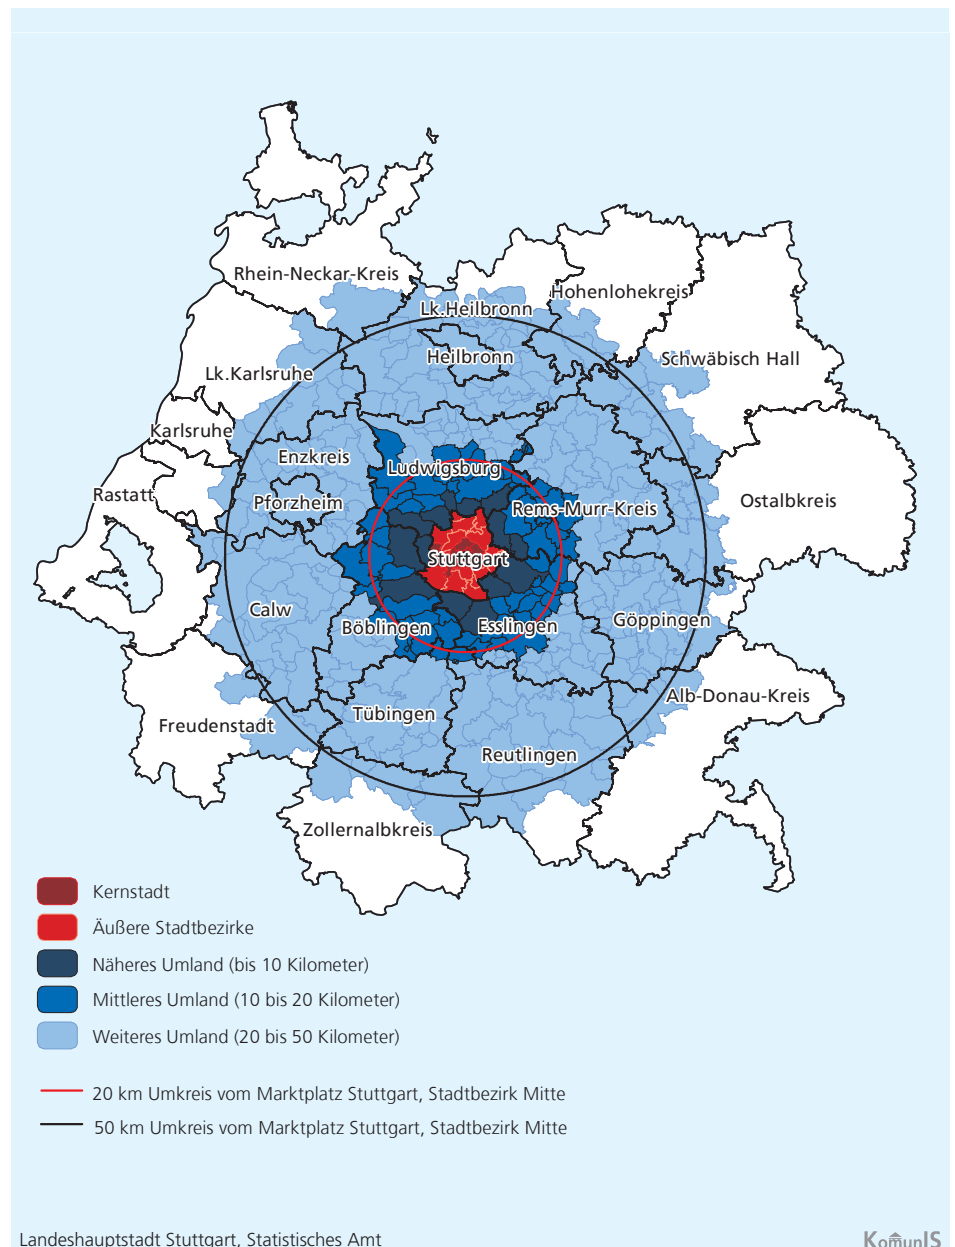 Rhein-Neckar-Kreis
Hohenlohekreis
Lk.Heilbronn
Heilbronn
Schwäbisch Hall
Lk.Karlsruhe
Karlsruhe
Enzkreis
Ludwigsburg
Rastatt
Pforzheim
Rems-Murr-Kreis
Ostalbkreis
Stuttgart
Calw
Böblingen
Esslingen
Göppingen
Alb-Donau-Kreis
Tübingen
Freudenstadt
Reutlingen
Zollernalbkreis
Kernstadt
Äußere Stadtbezirke
Näheres Umland (bis 10 Kilometer)
Mittleres Umland (10 bis 20 Kilometer)
Weiteres Umland (20 bis 50 Kilometer)
20 km Umkreis vom Marktplatz Stuttgart, Stadtbezirk Mitte
50 km Umkreis vom Marktplatz Stuttgart, Stadtbezirk Mitte
Landeshauptstadt Stuttgart, Statistisches Amt
KomunIS